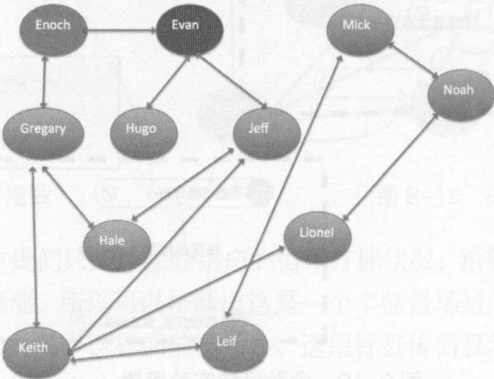 Enoch
Evan
Mick
Noah
Gregary
Hugo
Jeff
Hale
Lionel
Keith
Leif